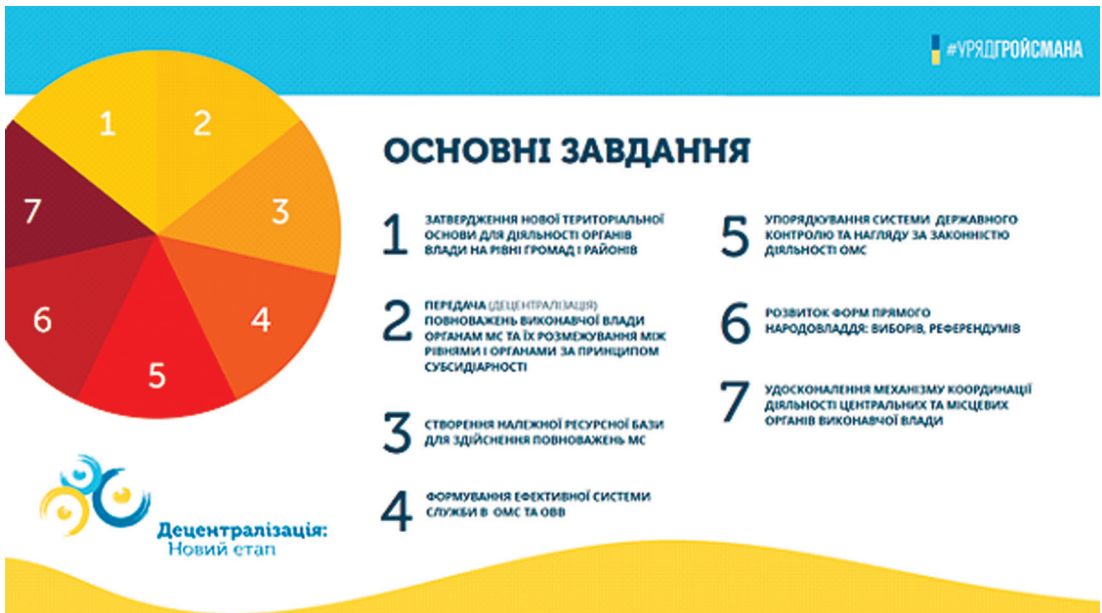 #УРЯДГРОЙСМАНА
1
2
3
4
5
6
7
ОСНОВНІ ЗАВДАННЯ
1
ЗАТВЕРДЖЕННЯ НОВОЇ ТЕРИТОРІАЛЬНОЇ
ОСНОВИ ДЛЯ ДІЯЛЬНОСТІ ОРГАНІВ
ВЛАДИ НА РІВНІ ГРОМАД І РАЙОНІВ
2
ПЕРЕДАЧА (ДЕЦЕНТРАЛІЗАЦІЯ)
ПОВНОВАЖЕНЬ ВИКОНАВЧОЇ ВЛАДИ
ОРГАНАМ МС ТА ЇХ РОЗМЕЖУВАННЯ МІЖ
РІВНЯМИ І ОРГАНАМИ ЗА ПРИНЦИПОМ
СУБСИДІАРНОСТІ
3
СТВОРЕННЯ НАЛЕЖНОЇ РЕСУРСНОЇ БАЗИ
ДЛЯ ЗДІЙСНЕННЯ ПОВНОВАЖЕНЬ МС
4
ФОРМУВАННЯ ЕФЕКТИВНОЇ СИСТЕМИ
СЛУЖБИ В ОМС ТА ОВВ
5
УПОРЯДКУВАННЯ СИСТЕМИ ДЕРЖАВНОГО
КОНТРОЛЮ ТА НАГЛЯДУ ЗА ЗАКОННІСТЮ
ДІЯЛЬНОСТІ ОМС
6
РОЗВИТОК ФОРМ ПРЯМОГО
НАРОДОВЛАДДЯ: ВИБОРІВ, РЕФЕРЕНДУМІВ
7
УДОСКОНАЛЕННЯ МЕХАНІЗМУ КООРДИНАЦІЇ
ДІЯЛЬНОСТІ ЦЕНТРАЛЬНИХ ТА МІСЦЕВИХ
ОРГАНІВ ВИКОНАВЧОЇ ВЛАДИ
Децентралізація:
Новий етап